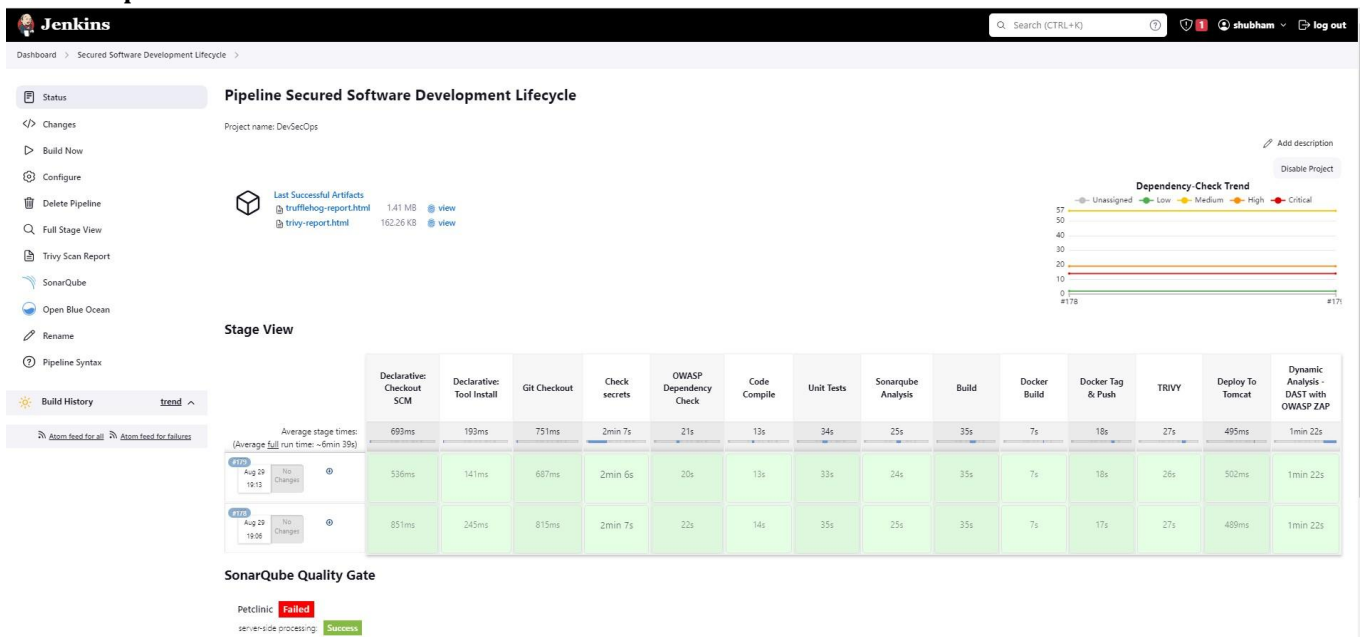 Jenkins
Search (CTRL+K)
1
shubham
log out
Dashboard > Secured Software Development Lifecycle >
Status
Changes
Build Now
Configure
Delete Pipeline
Full Stage View
Trivy Scan Report
SonarQube
Open Blue Ocean
Rename
Pipeline Syntax
Build History trend
Atom feed for all Atom feed for failures
Pipeline Secured Software Development Lifecycle
Project name: DevSecOps
Add description
Disable Project
Last Successful Artifacts
trufflehog-report.html 1.41 MB view
trivy-report.html 162.26 KB view
Dependency-Check Trend
Unassigned Low Medium High Critical
57
50
40
30
20
10
0
#178 #179
Stage View
Declarative: Checkout SCM
Declarative: Tool Install
Git Checkout
Check secrets
OWASP Dependency Check
Code Compile
Unit Tests
Sonarqube Analysis
Build
Docker Build
Docker Tag & Push
TRIVY
Deploy To Tomcat
Dynamic Analysis - DAST with OWASP ZAP
Average stage times:
(Average full run time: ~6min 39s)
693ms 193ms 751ms 2min 7s 21s 13s 34s 25s 35s 7s 18s 27s 495ms 1min 22s
#179
Aug 29
19:13
No Changes
536ms 141ms 687ms 2min 6s 20s 13s 33s 24s 35s 7s 18s 26s 502ms 1min 22s
#178
Aug 29
19:06
No Changes
851ms 245ms 815ms 2min 7s 22s 14s 35s 25s 35s 7s 17s 27s 489ms 1min 22s
SonarQube Quality Gate
Petclinic Failed
server-side processing: Success